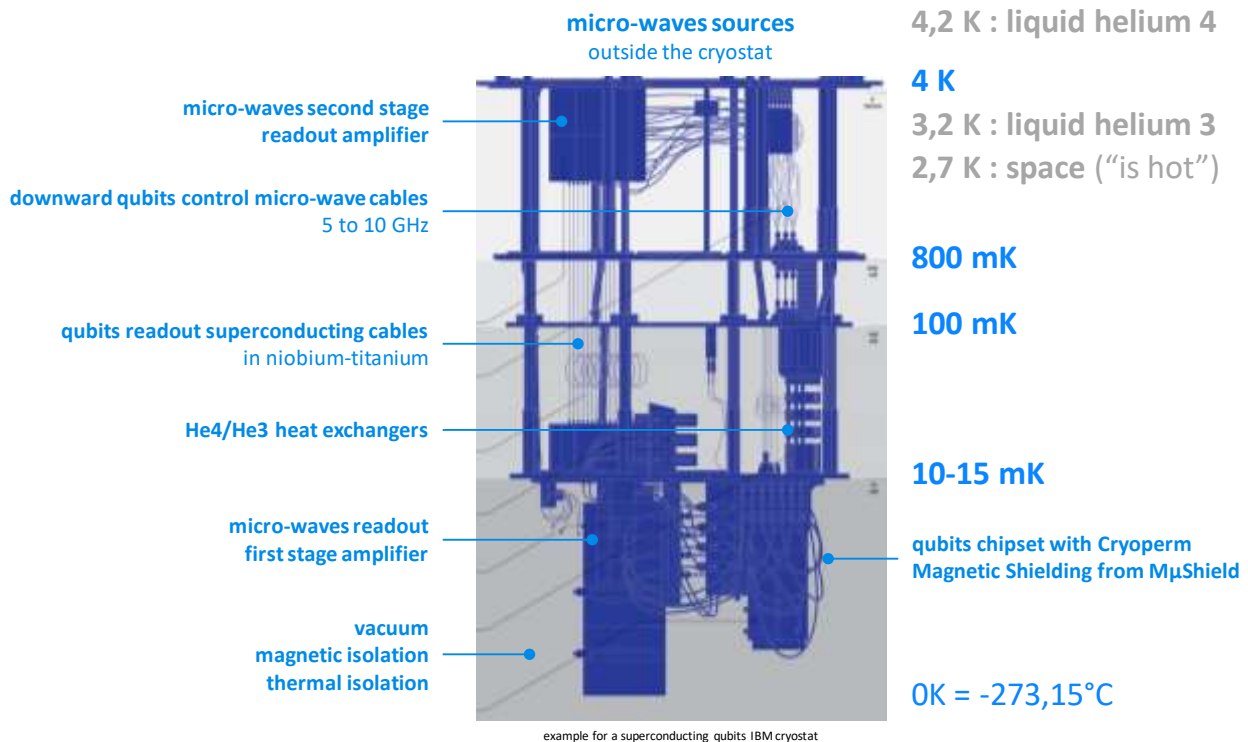 micro-waves sources
outside the cryostat
micro-waves second stage
readout amplifier
downward qubits control micro-wave cables
5 to 10 GHz
qubits readout superconducting cables
in niobium-titanium
He4/He3 heat exchangers
micro-waves readout
first stage amplifier
vacuum
magnetic isolation
thermal isolation
4,2 K : liquid helium 4
4 K
3,2 K : liquid helium 3
2,7 K : space (“is hot”)
800 mK
100 mK
10-15 mK
qubits chipset with Cryoperm
Magnetic Shielding from MµShield
0K = -273,15°C
example for a superconducting qubits IBM cryostat